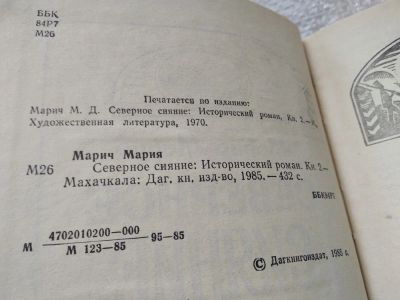 ББК
84Р7
М26
Печатается по изданию:
Марич М. Д. Северное сияние: Исторический роман. Кн. 2.—
Художественная литература, 1970.
Марич Мария
М26 Северное сияние: Исторический роман. Кн. 2.—
Махачкала: Даг. кн. изд-во, 1985.—432 с.
4702010200—000
М 95-85
М 123—85
© Дагкнигоиздат, 1985 г.